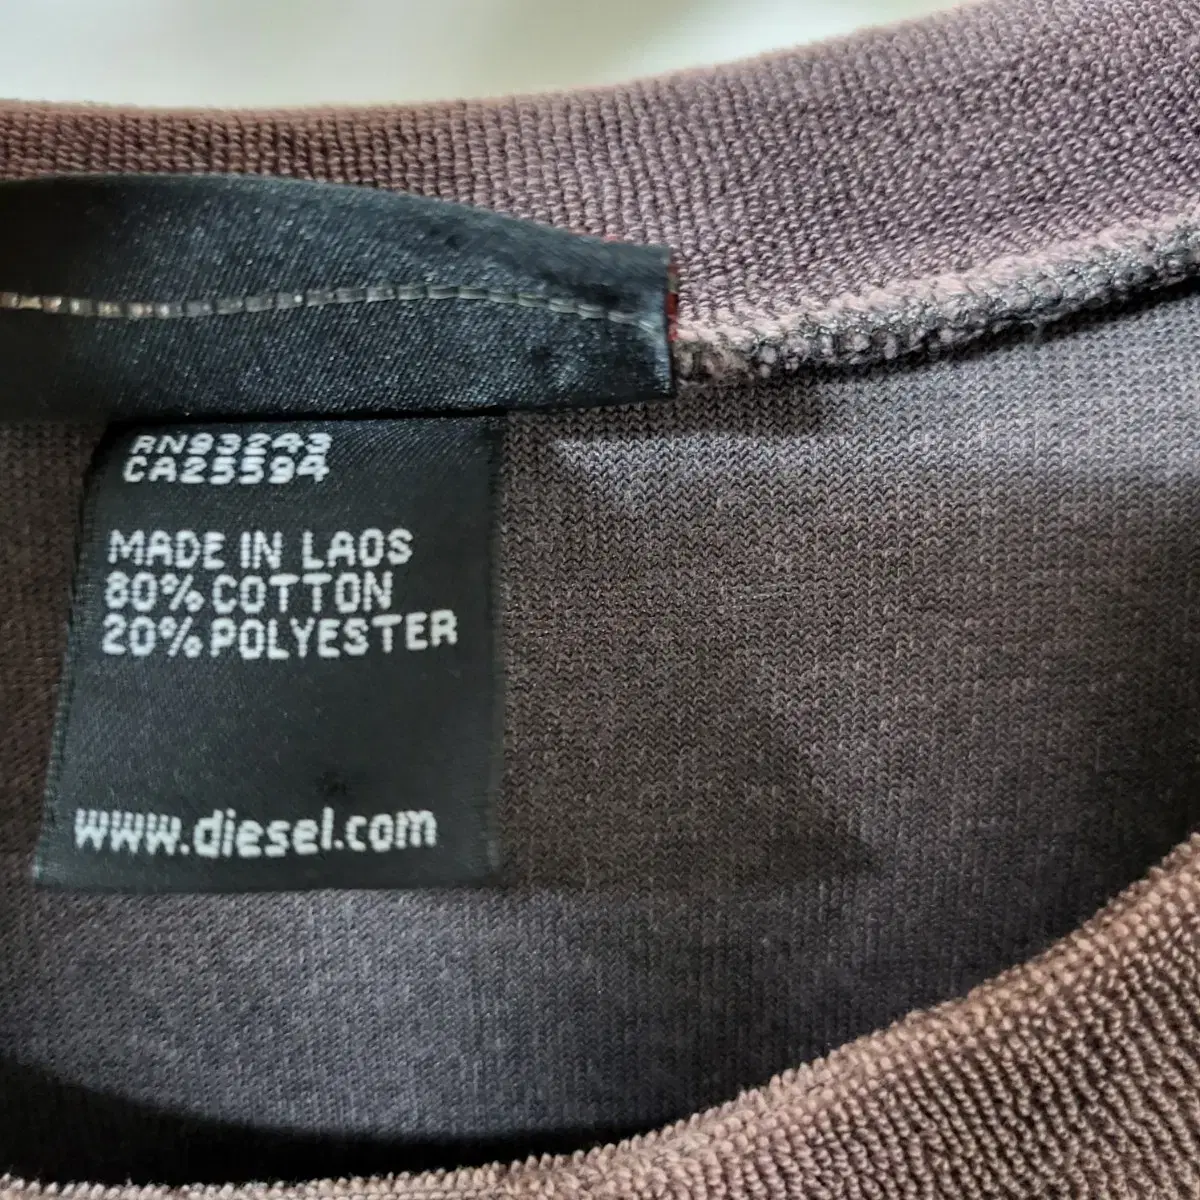 RN93243
CA25594
MADE IN LAOS
80% COTTON
20% POLYESTER
www.diesel.com